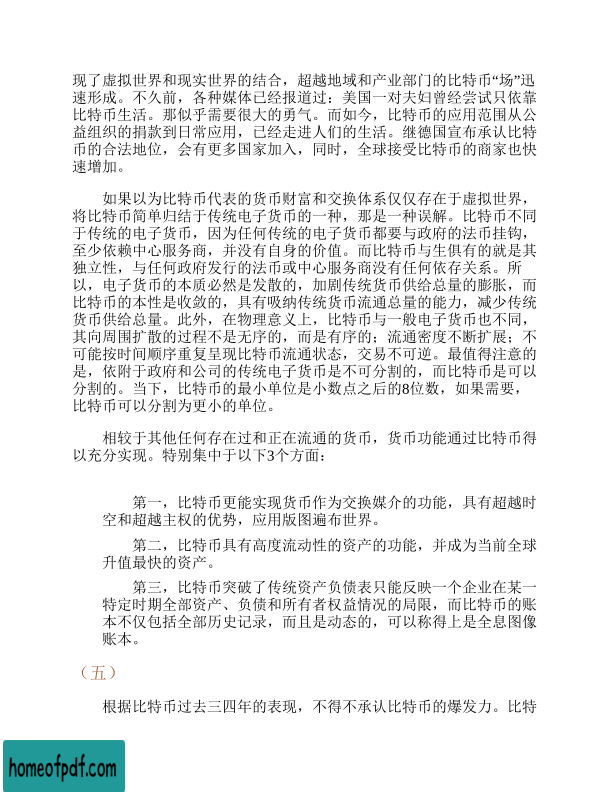 现了虚拟世界和现实世界的结合，超越地域和产业部门的比特币“场”迅
速形成。不久前，各种媒体已经报道过：美国一对夫妇曾经尝试只依靠
比特币生活。那似乎需要很大的勇气。而如今，比特币的应用范围从公
益组织的捐款到日常应用，已经走进人们的生活。继德国宣布承认比特
币的合法地位，会有更多国家加入，同时，全球接受比特币的商家也快
速增加。
如果以为比特币代表的货币财富和交换体系仅仅存在于虚拟世界，
将比特币简单归结于传统电子货币的一种，那是一种误解。比特币不同
于传统的电子货币，因为任何传统的电子货币都要与政府的法币挂钩，
至少依赖中心服务商，并没有自身的价值。而比特币与生俱有的就是其
独立性，与任何政府发行的法币或中心服务商没有任何依存关系。所
以，电子货币的本质必然是发散的，加剧传统货币供给总量的膨胀，而
比特币的本性是收敛的，具有吸纳传统货币流通总量的能力，减少传统
货币供给总量。此外，在物理意义上，比特币与一般电子货币也不同，
其向周围扩散的过程不是无序的，而是有序的；流通密度不断扩展；不
可能按时间顺序重复呈现比特币流通状态，交易不可逆。最值得注意的
是，依附于政府和公司的传统电子货币是不可分割的，而比特币是可以
分割的。当下，比特币的最小单位是小数点之后的8位数，如果需要，
比特币可以分割为更小的单位。
相较于其他任何存在过和正在流通的货币，货币功能通过比特币得
以充分实现。特别集中于以下3个方面：
第一，比特币更能实现货币作为交换媒介的功能，具有超越时
空和超越主权的优势，应用版图遍布世界。
第二，比特币具有高度流动性的资产的功能，并成为当前全球
升值最快的资产。
第三，比特币突破了传统资产负债表只能反映一个企业在某一
特定时期全部资产、负债和所有者权益情况的局限，而比特币的账
本不仅包括全部历史记录，而且是动态的，可以称得上是全息图像
账本。
（五）
根据比特币过去三四年的表现，不得不承认比特币的爆发力。比特
homeofpdf.com